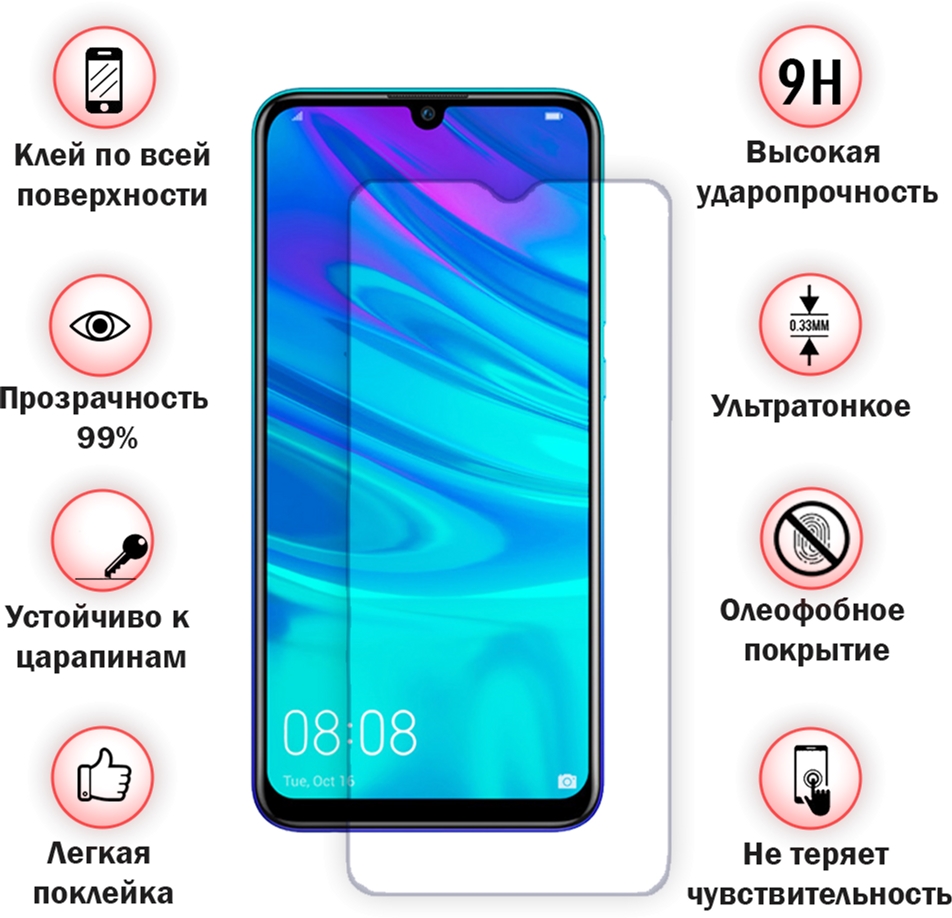 Клей по всей
поверхности
Прозрачность
99%
Устойчиво к
царапинам
Легкая
поклейка
08:08
Tue, Oct 16
9H
Высокая
ударопрочность
0.33MM
Ультратонкое
Олеофобное
покрытие
Не теряет
чувствительность